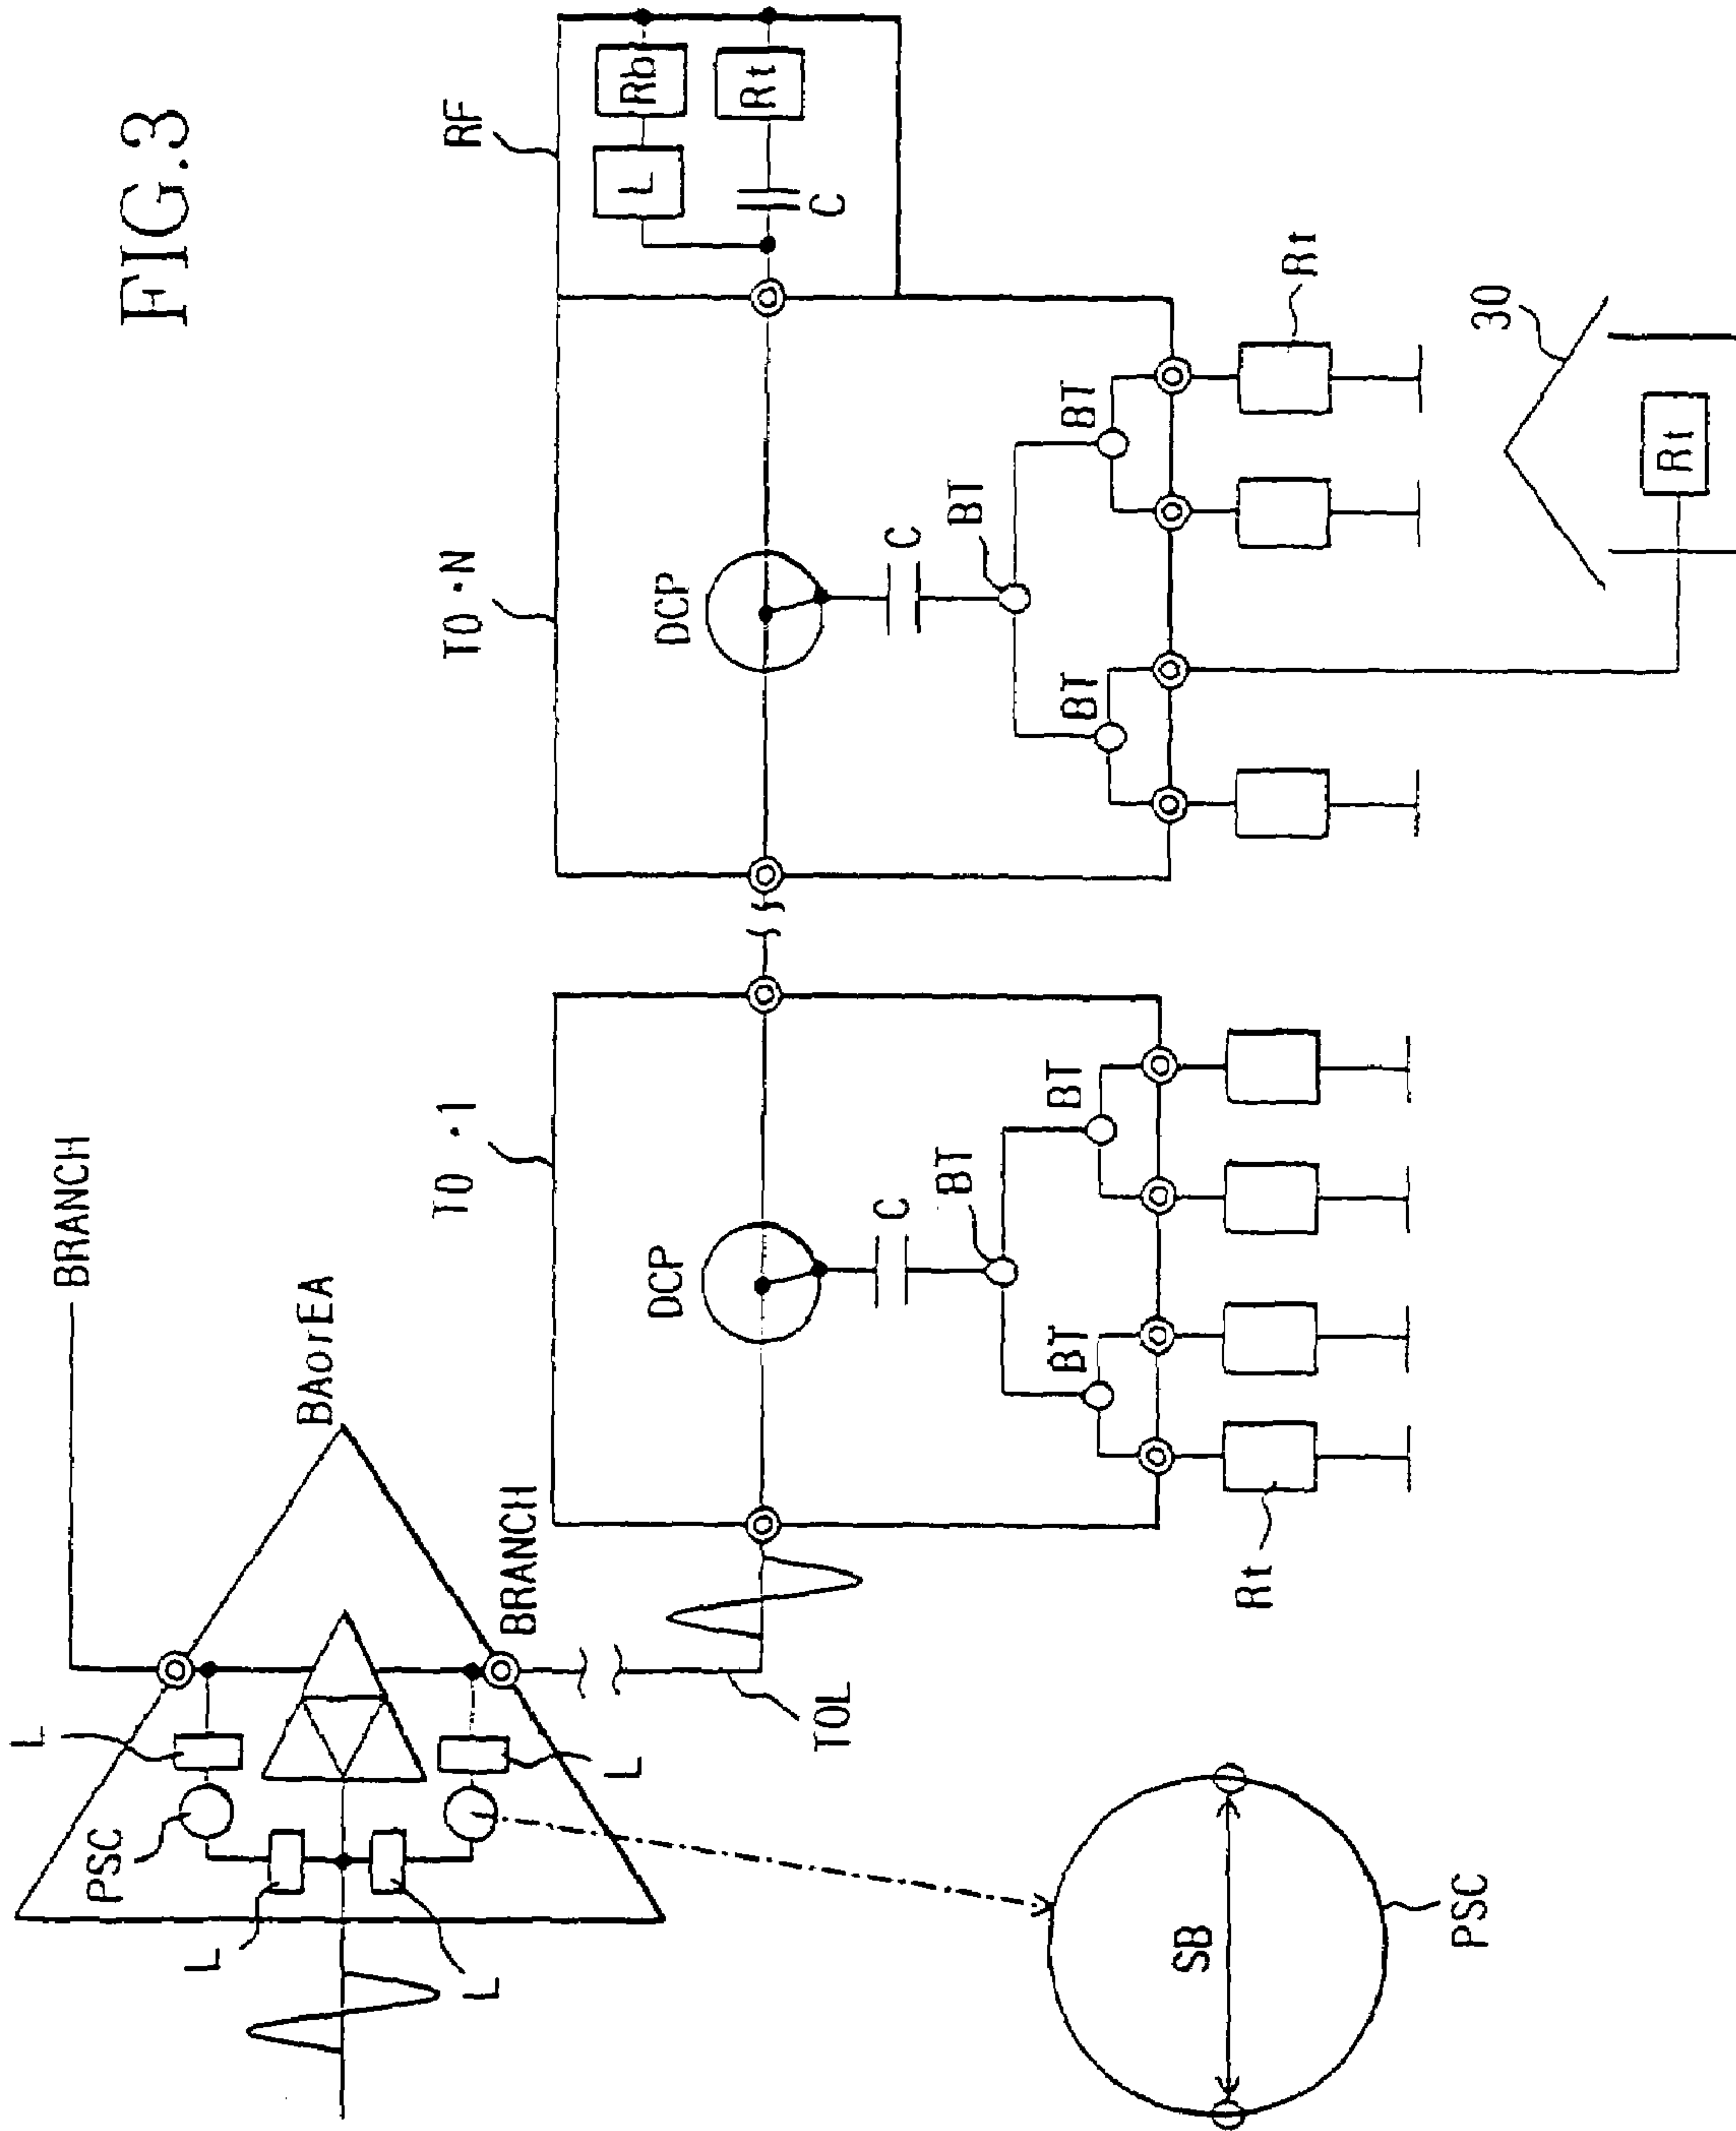 FIG.3
BRANCH
BAorEA
L
PSC
L
L
L
BRANCH
TOL
SB
PSC
TO・1
DCP
C
BT
BT
BT
Rt
TO・N
DCP
C
BT
BT
BT
Rt
RF
L
Rb
C
Rt
30
Rt